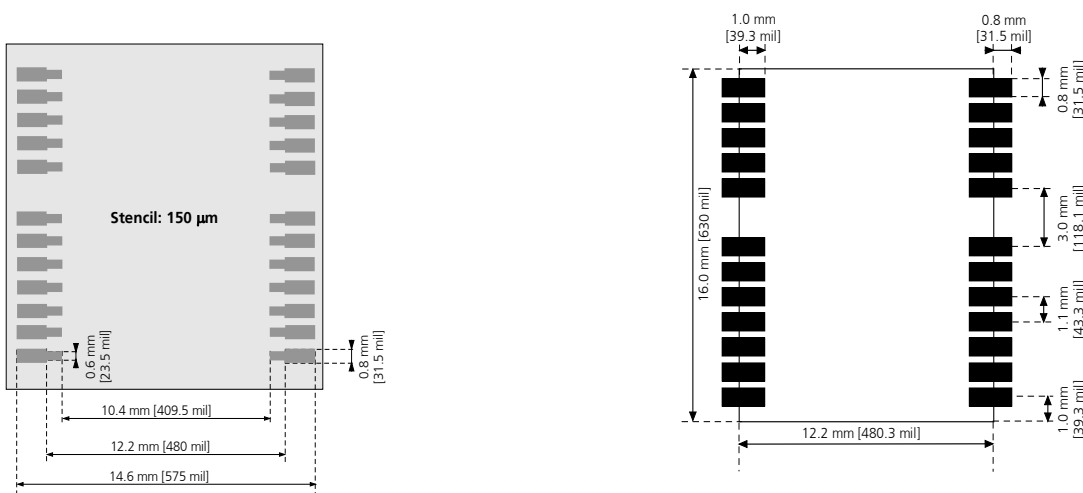 Stencil: 150 µm
0.6 mm
[23.5 mil]
0.8 mm
[31.5 mil]
10.4 mm [409.5 mil]
12.2 mm [480 mil]
14.6 mm [575 mil]
1.0 mm
[39.3 mil]
0.8 mm
[31.5 mil]
0.8 mm
[31.5 mil]
16.0 mm [630 mil]
3.0 mm
[118.1 mil]
1.1 mm
[43.3 mil]
1.0 mm
[39.3 mil]
12.2 mm [480.3 mil]